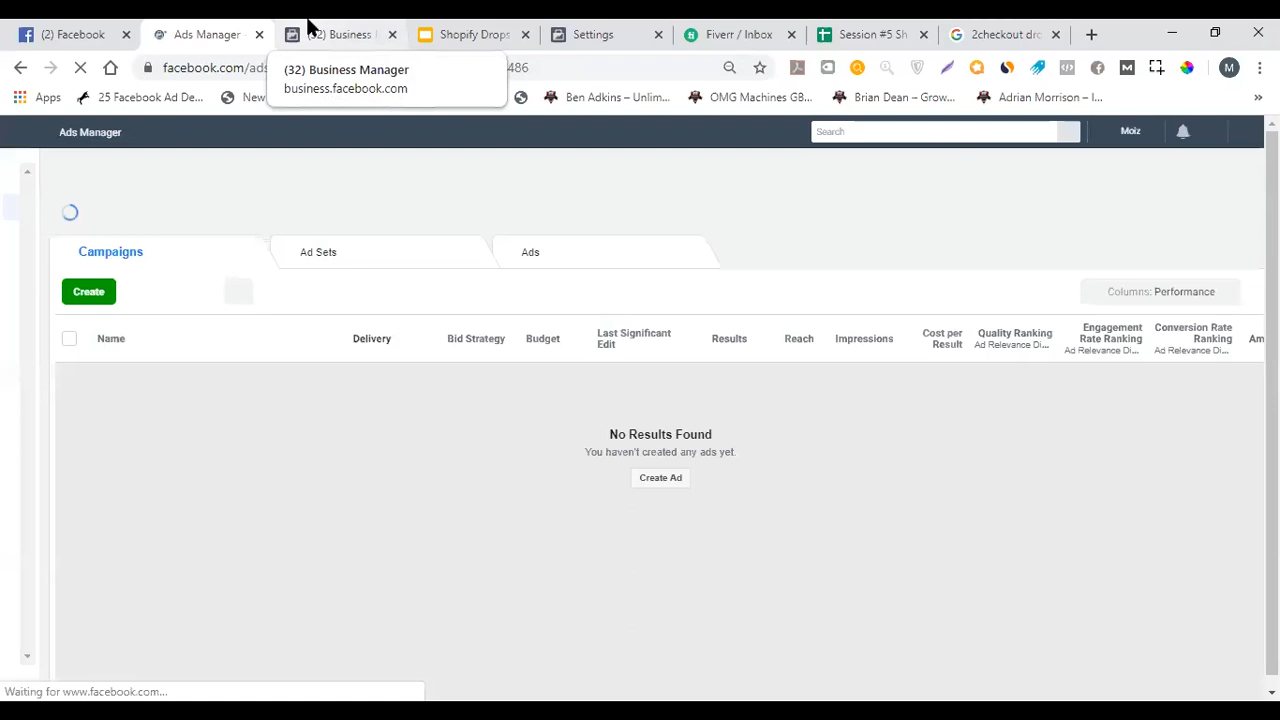 (2) Facebook
Ads Manager
(32) Business
Shopify Drops
Settings
Fiverr / Inbox
Session #5 Sh
2checkout dr
(32) Business Manager
business.facebook.com
facebook.com/ads
486
M
Apps
25 Facebook Ad De...
New
Ben Adkins – Unlim...
OMG Machines GB...
Brian Dean – Grow...
Adrian Morrison – I...
»
Ads Manager
Search
Moiz
Campaigns
Ad Sets
Ads
Create
Columns: Performance
Name
Delivery
Bid Strategy
Budget
Last Significant
Edit
Results
Reach
Impressions
Cost per
Result
Quality Ranking
Ad Relevance Di...
Engagement
Rate Ranking
Ad Relevance Di...
Conversion Rate
Ranking
Ad Relevance Di...
Am
No Results Found
You haven't created any ads yet.
Create Ad
Waiting for www.facebook.com...